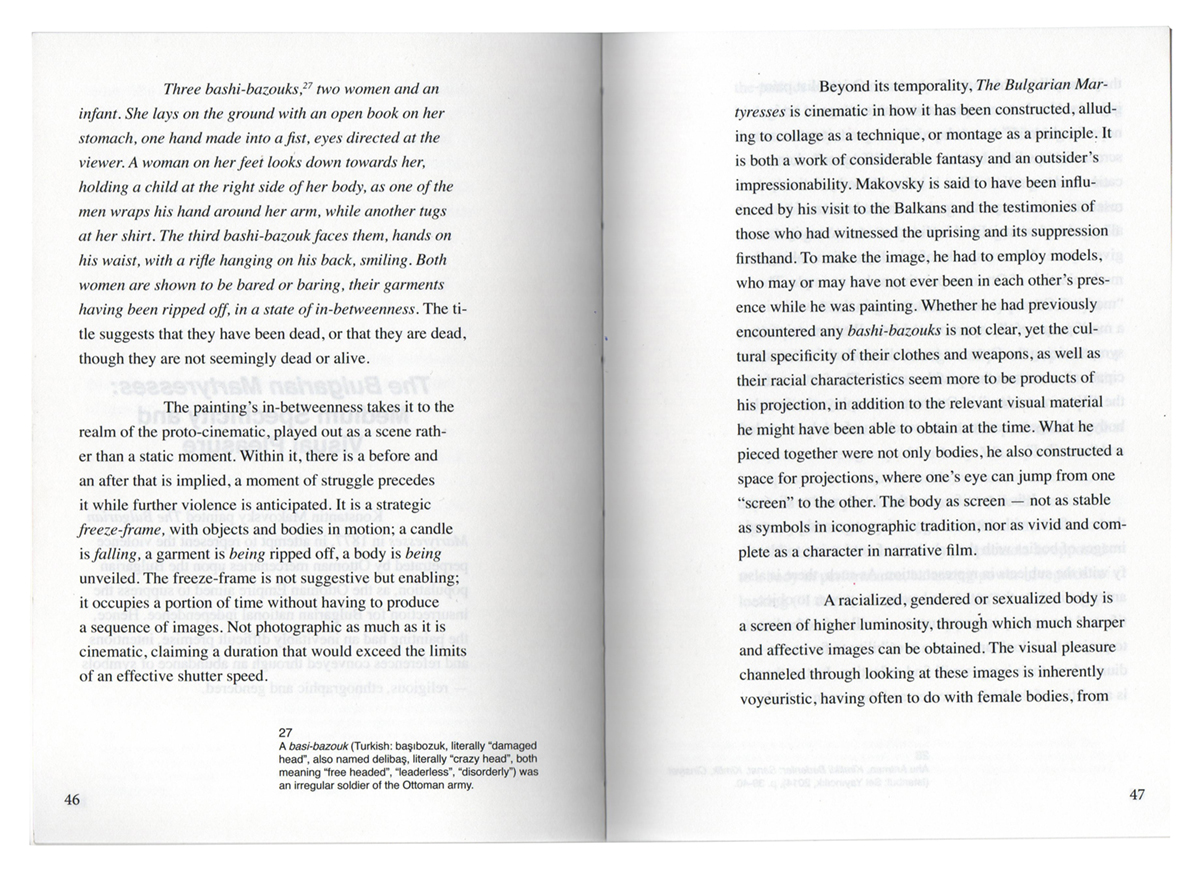 Three bashi-bazouks,27 two women and an
infant. She lays on the ground with an open book on her
stomach, one hand made into a fist, eyes directed at the
viewer. A woman on her feet looks down towards her,
holding a child at the right side of her body, as one of the
men wraps his hand around her arm, while another tugs
at her shirt. The third bashi-bazouk faces them, hands on
his waist, with a rifle hanging on his back, smiling. Both
women are shown to be bared or baring, their garments
having been ripped off, in a state of in-betweenness. The ti-
tle suggests that they have been dead, or that they are dead,
though they are not seemingly dead or alive.
The painting's in-betweenness takes it to the
realm of the proto-cinematic, played out as a scene rath-
er than a static moment. Within it, there is a before and
an after that is implied, a moment of struggle precedes
it while further violence is anticipated. It is a strategic
freeze-frame, with objects and bodies in motion; a candle
is falling, a garment is being ripped off, a body is being
unveiled. The freeze-frame is not suggestive but enabling;
it occupies a portion of time without having to produce
a sequence of images. Not photographic as much as it is
cinematic, claiming a duration that would exceed the limits
of an effective shutter speed.
27
A basi-bazouk (Turkish: başıbozuk, literally “damaged
head”, also named delibaş, literally “crazy head”, both
meaning “free headed”, “leaderless”, “disorderly”) was
an irregular soldier of the Ottoman army.
46
Beyond its temporality, The Bulgarian Mar-
tyresses is cinematic in how it has been constructed, allud-
ing to collage as a technique, or montage as a principle. It
is both a work of considerable fantasy and an outsider's
impressionability. Makovsky is said to have been influ-
enced by his visit to the Balkans and the testimonies of
those who had witnessed the uprising and its suppression
firsthand. To make the image, he had to employ models,
who may or may have not ever been in each other's pres-
ence while he was painting. Whether he had previously
encountered any bashi-bazouks is not clear, yet the cul-
tural specificity of their clothes and weapons, as well as
their racial characteristics seem more to be products of
his projection, in addition to the relevant visual material
he might have been able to obtain at the time. What he
pieced together were not only bodies, he also constructed a
space for projections, where one's eye can jump from one
“screen” to the other. The body as screen — not as stable
as symbols in iconographic tradition, nor as vivid and com-
plete as a character in narrative film.
A racialized, gendered or sexualized body is
a screen of higher luminosity, through which much sharper
and affective images can be obtained. The visual pleasure
channeled through looking at these images is inherently
voyeuristic, having often to do with female bodies, from
47